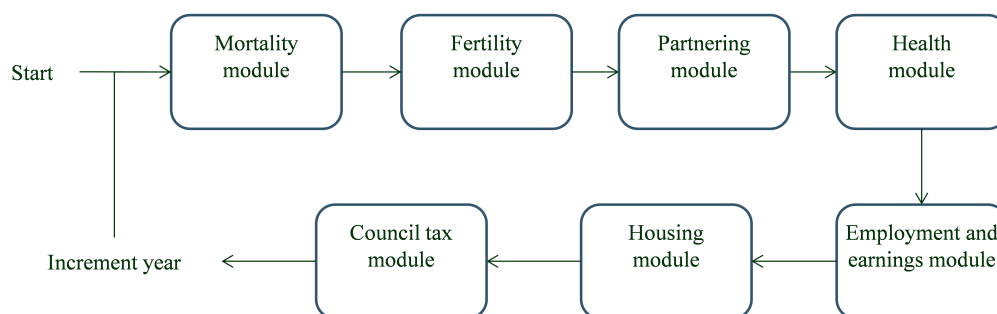 Start
Mortality
module
Fertility
module
Partnering
module
Health
module
Employment and
earnings module
Housing
module
Council tax
module
Increment year